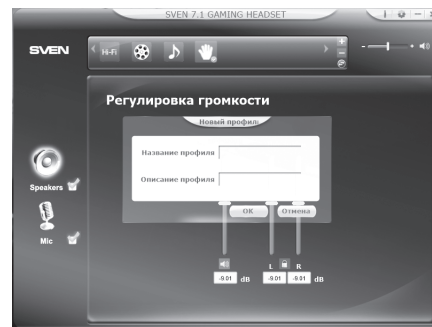 SVEN 7.1 GAMING HEADSET
SVEN
Hi-Fi
Регулировка громкости
Новый профиль
Название профиля
Описание профиля
OK
Отмена
Speakers
Mic
L R
-9.01 dB -9.01 -9.01 dB